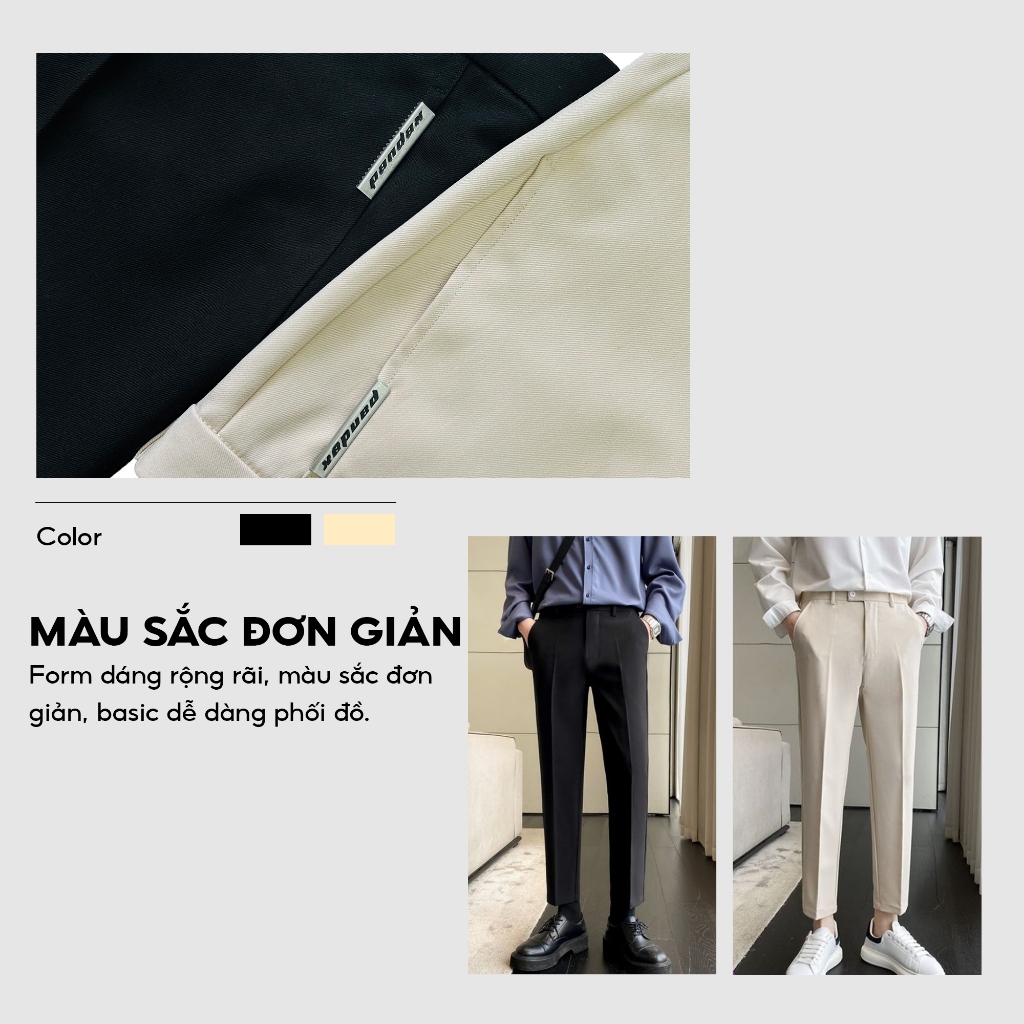 pandax
pandax
Color
MÀU SẮC ĐƠN GIẢN
Form dáng rộng rãi, màu sắc đơn
giản, basic dễ dàng phối đồ.